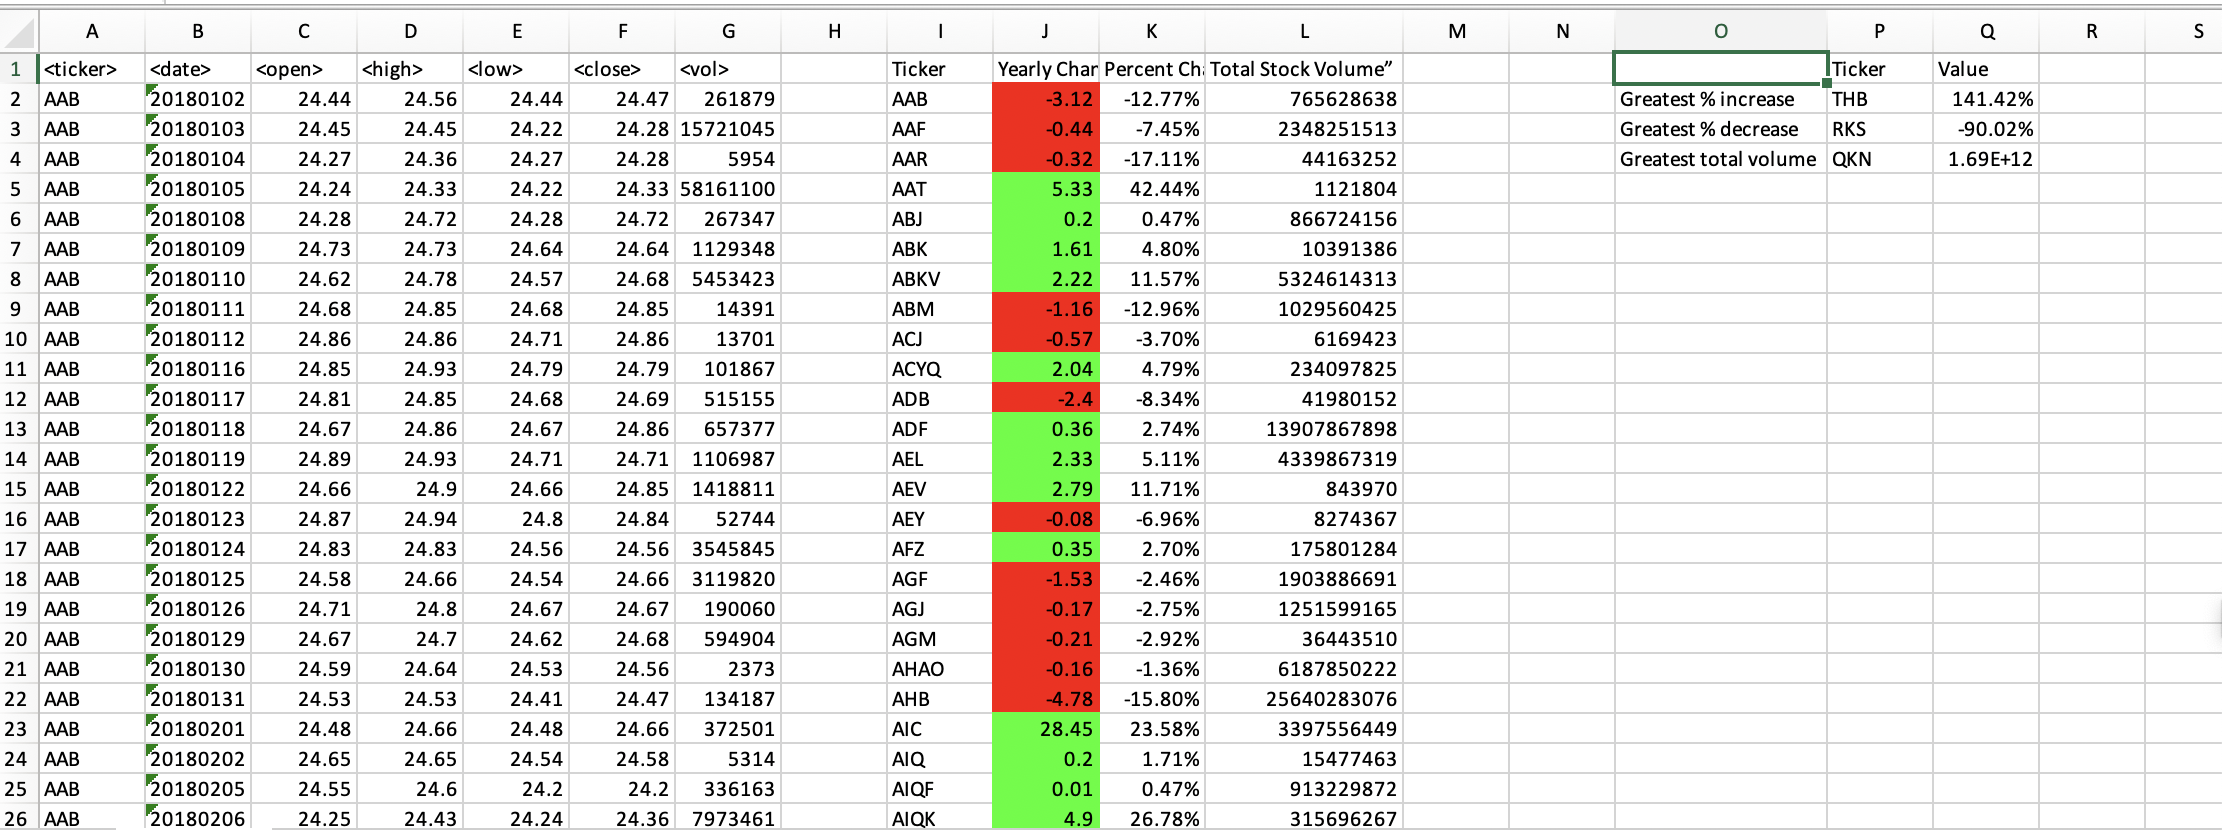 A B C D E F G H I J K L M N O P Q R S
1 <ticker> <date> <open> <high> <low> <close> <vol> Ticker Yearly Char Percent Ch Total Stock Volume” Ticker Value
2 AAB 20180102 24.44 24.56 24.44 24.47 261879 AAB -3.12 -12.77% 765628638 Greatest % increase THB 141.42%
3 AAB 20180103 24.45 24.45 24.22 24.28 15721045 AAF -0.44 -7.45% 2348251513 Greatest % decrease RKS -90.02%
4 AAB 20180104 24.27 24.36 24.27 24.28 5954 AAR -0.32 -17.11% 44163252 Greatest total volume QKN 1.69E+12
5 AAB 20180105 24.24 24.33 24.22 24.33 58161100 AAT 5.33 42.44% 1121804
6 AAB 20180108 24.28 24.72 24.28 24.72 267347 ABJ 0.2 0.47% 866724156
7 AAB 20180109 24.73 24.73 24.64 24.64 1129348 ABK 1.61 4.80% 10391386
8 AAB 20180110 24.62 24.78 24.57 24.68 5453423 ABKV 2.22 11.57% 5324614313
9 AAB 20180111 24.68 24.85 24.68 24.85 14391 ABM -1.16 -12.96% 1029560425
10 AAB 20180112 24.86 24.86 24.71 24.86 13701 ACJ -0.57 -3.70% 6169423
11 AAB 20180116 24.85 24.93 24.79 24.79 101867 ACYQ 2.04 4.79% 234097825
12 AAB 20180117 24.81 24.85 24.68 24.69 515155 ADB -2.4 -8.34% 41980152
13 AAB 20180118 24.67 24.86 24.67 24.86 657377 ADF 0.36 2.74% 13907867898
14 AAB 20180119 24.89 24.93 24.71 24.71 1106987 AEL 2.33 5.11% 4339867319
15 AAB 20180122 24.66 24.9 24.66 24.85 1418811 AEV 2.79 11.71% 843970
16 AAB 20180123 24.87 24.94 24.8 24.84 52744 AEY -0.08 -6.96% 8274367
17 AAB 20180124 24.83 24.83 24.56 24.56 3545845 AFZ 0.35 2.70% 175801284
18 AAB 20180125 24.58 24.66 24.54 24.66 3119820 AGF -1.53 -2.46% 1903886691
19 AAB 20180126 24.71 24.8 24.67 24.67 190060 AGJ -0.17 -2.75% 1251599165
20 AAB 20180129 24.67 24.7 24.62 24.68 594904 AGM -0.21 -2.92% 36443510
21 AAB 20180130 24.59 24.64 24.53 24.56 2373 AHAO -0.16 -1.36% 6187850222
22 AAB 20180131 24.53 24.53 24.41 24.47 134187 AHB -4.78 -15.80% 25640283076
23 AAB 20180201 24.48 24.66 24.48 24.66 372501 AIC 28.45 23.58% 3397556449
24 AAB 20180202 24.65 24.65 24.54 24.58 5314 AIQ 0.2 1.71% 15477463
25 AAB 20180205 24.55 24.6 24.2 24.2 336163 AIQF 0.01 0.47% 913229872
26 AAB 20180206 24.25 24.43 24.24 24.36 7973461 AIQK 4.9 26.78% 315696267